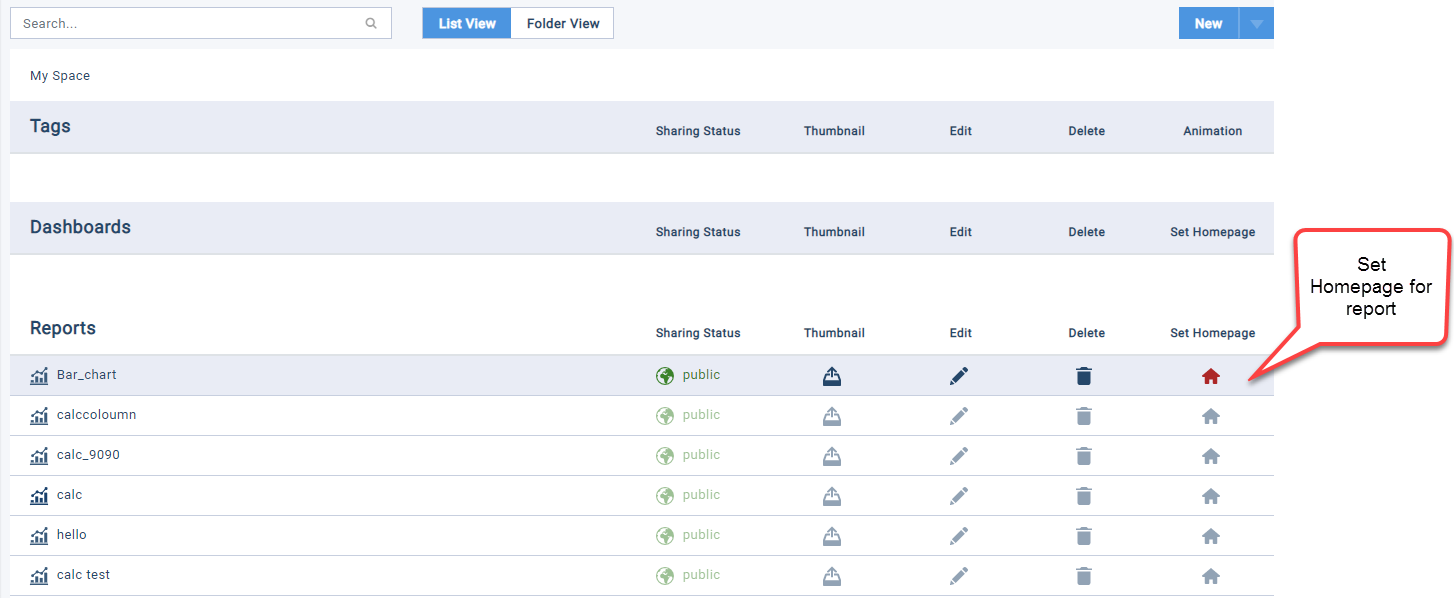 Search...
List View
Folder View
New
My Space
Tags Sharing Status Thumbnail Edit Delete Animation
Dashboards Sharing Status Thumbnail Edit Delete Set Homepage
Set
Homepage for
report
Reports Sharing Status Thumbnail Edit Delete Set Homepage
Bar_chart public
calccoloumn public
calc_9090 public
calc public
hello public
calc test public